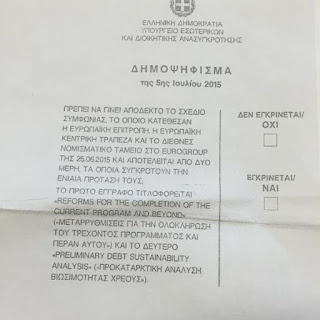 ΕΛΛΗΝΙΚΗ ΔΗΜΟΚΡΑΤΙΑ
ΥΠΟΥΡΓΕΙΟ ΕΣΩΤΕΡΙΚΩΝ
ΚΑΙ ΔΙΟΙΚΗΤΙΚΗΣ ΑΝΑΣΥΓΚΡΟΤΗΣΗΣ
ΔΗΜΟΨΗΦΙΣΜΑ
της 5ης Ιουλίου 2015
ΠΡΕΠΕΙ ΝΑ ΓΙΝΕΙ ΑΠΟΔΕΚΤΟ ΤΟ ΣΧΕΔΙΟ
ΣΥΜΦΩΝΙΑΣ, ΤΟ ΟΠΟΙΟ ΚΑΤΕΘΕΣΑΝ
Η ΕΥΡΩΠΑΪΚΗ ΕΠΙΤΡΟΠΗ, Η ΕΥΡΩΠΑΪΚΗ
ΚΕΝΤΡΙΚΗ ΤΡΑΠΕΖΑ ΚΑΙ ΤΟ ΔΙΕΘΝΕΣ
ΝΟΜΙΣΜΑΤΙΚΟ ΤΑΜΕΙΟ ΣΤΟ EUROGROUP
ΤΗΣ 25.06.2015 ΚΑΙ ΑΠΟΤΕΛΕΙΤΑΙ ΑΠΟ ΔΥΟ
ΜΕΡΗ, ΤΑ ΟΠΟΙΑ ΣΥΓΚΡΟΤΟΥΝ ΤΗΝ
ΕΝΙΑΙΑ ΠΡΟΤΑΣΗ ΤΟΥΣ;
ΤΟ ΠΡΩΤΟ ΕΓΓΡΑΦΟ ΤΙΤΛΟΦΟΡΕΙΤΑΙ
«REFORMS FOR THE COMPLETION OF THE
CURRENT PROGRAM AND BEYOND»
(«ΜΕΤΑΡΡΥΘΜΙΣΕΙΣ ΓΙΑ ΤΗΝ ΟΛΟΚΛΗΡΩΣΗ
ΤΟΥ ΤΡΕΧΟΝΤΟΣ ΠΡΟΓΡΑΜΜΑΤΟΣ ΚΑΙ
ΠΕΡΑΝ ΑΥΤΟΥ») ΚΑΙ ΤΟ ΔΕΥΤΕΡΟ
«PRELIMINARY DEBT SUSTAINABILITY
ANALYSIS» («ΠΡΟΚΑΤΑΡΚΤΙΚΗ ΑΝΑΛΥΣΗ
ΒΙΩΣΙΜΟΤΗΤΑΣ ΧΡΕΟΥΣ»).
ΔΕΝ ΕΓΚΡΙΝΕΤΑΙ/
ΟΧΙ
ΕΓΚΡΙΝΕΤΑΙ/
ΝΑΙ